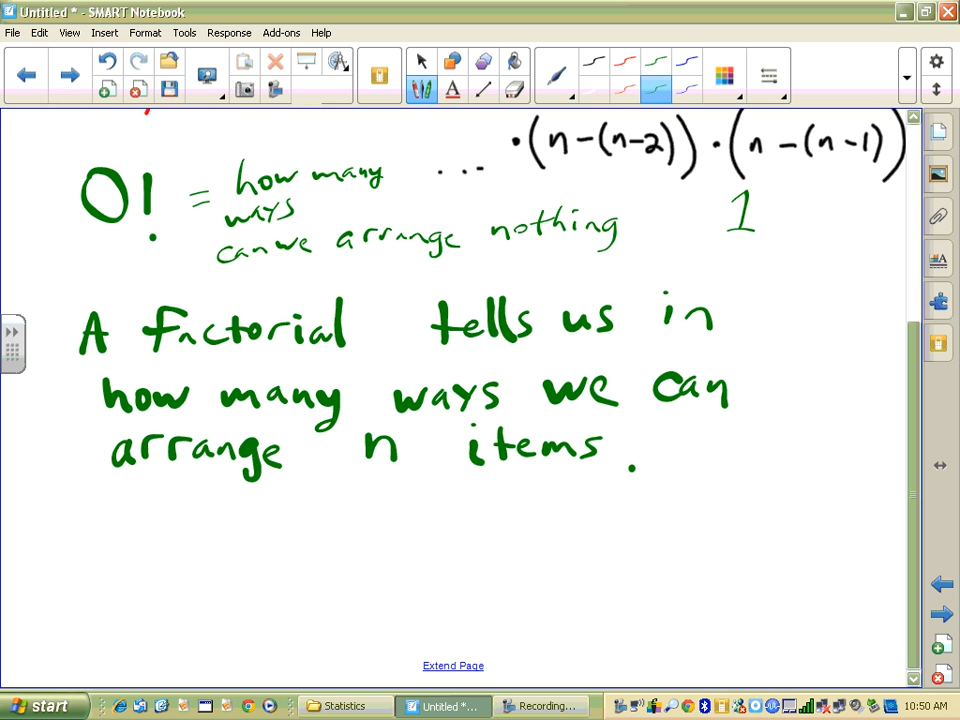 Untitled * - SMART Notebook
File Edit View Insert Format Tools Response Add-ons Help
... · (n - (n-2)) · (n - (n-1))
0! = how many
ways
can we arrange nothing 1
A factorial tells us in
how many ways we can
arrange n items.
Extend Page
start Statistics Untitled *... Recording... 10:50 AM